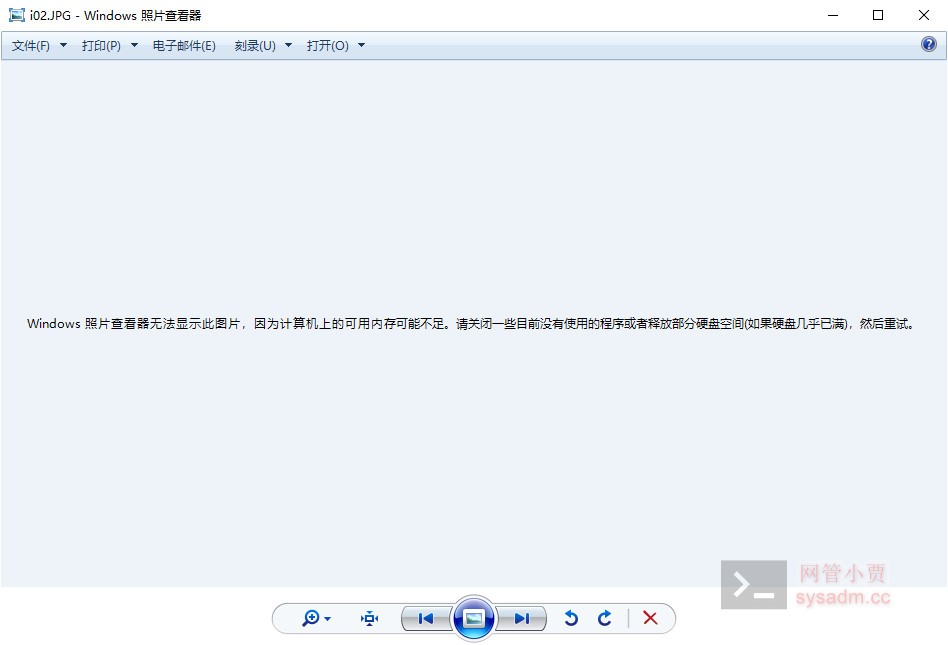 i02.JPG - Windows 照片查看器
文件(F) 打印(P) 电子邮件(E) 刻录(U) 打开(O)
Windows 照片查看器无法显示此图片，因为计算机上的可用内存可能不足。请关闭一些目前没有使用的程序或者释放部分硬盘空间(如果硬盘几乎已满)，然后重试。
网管小贾
sysadm.cc